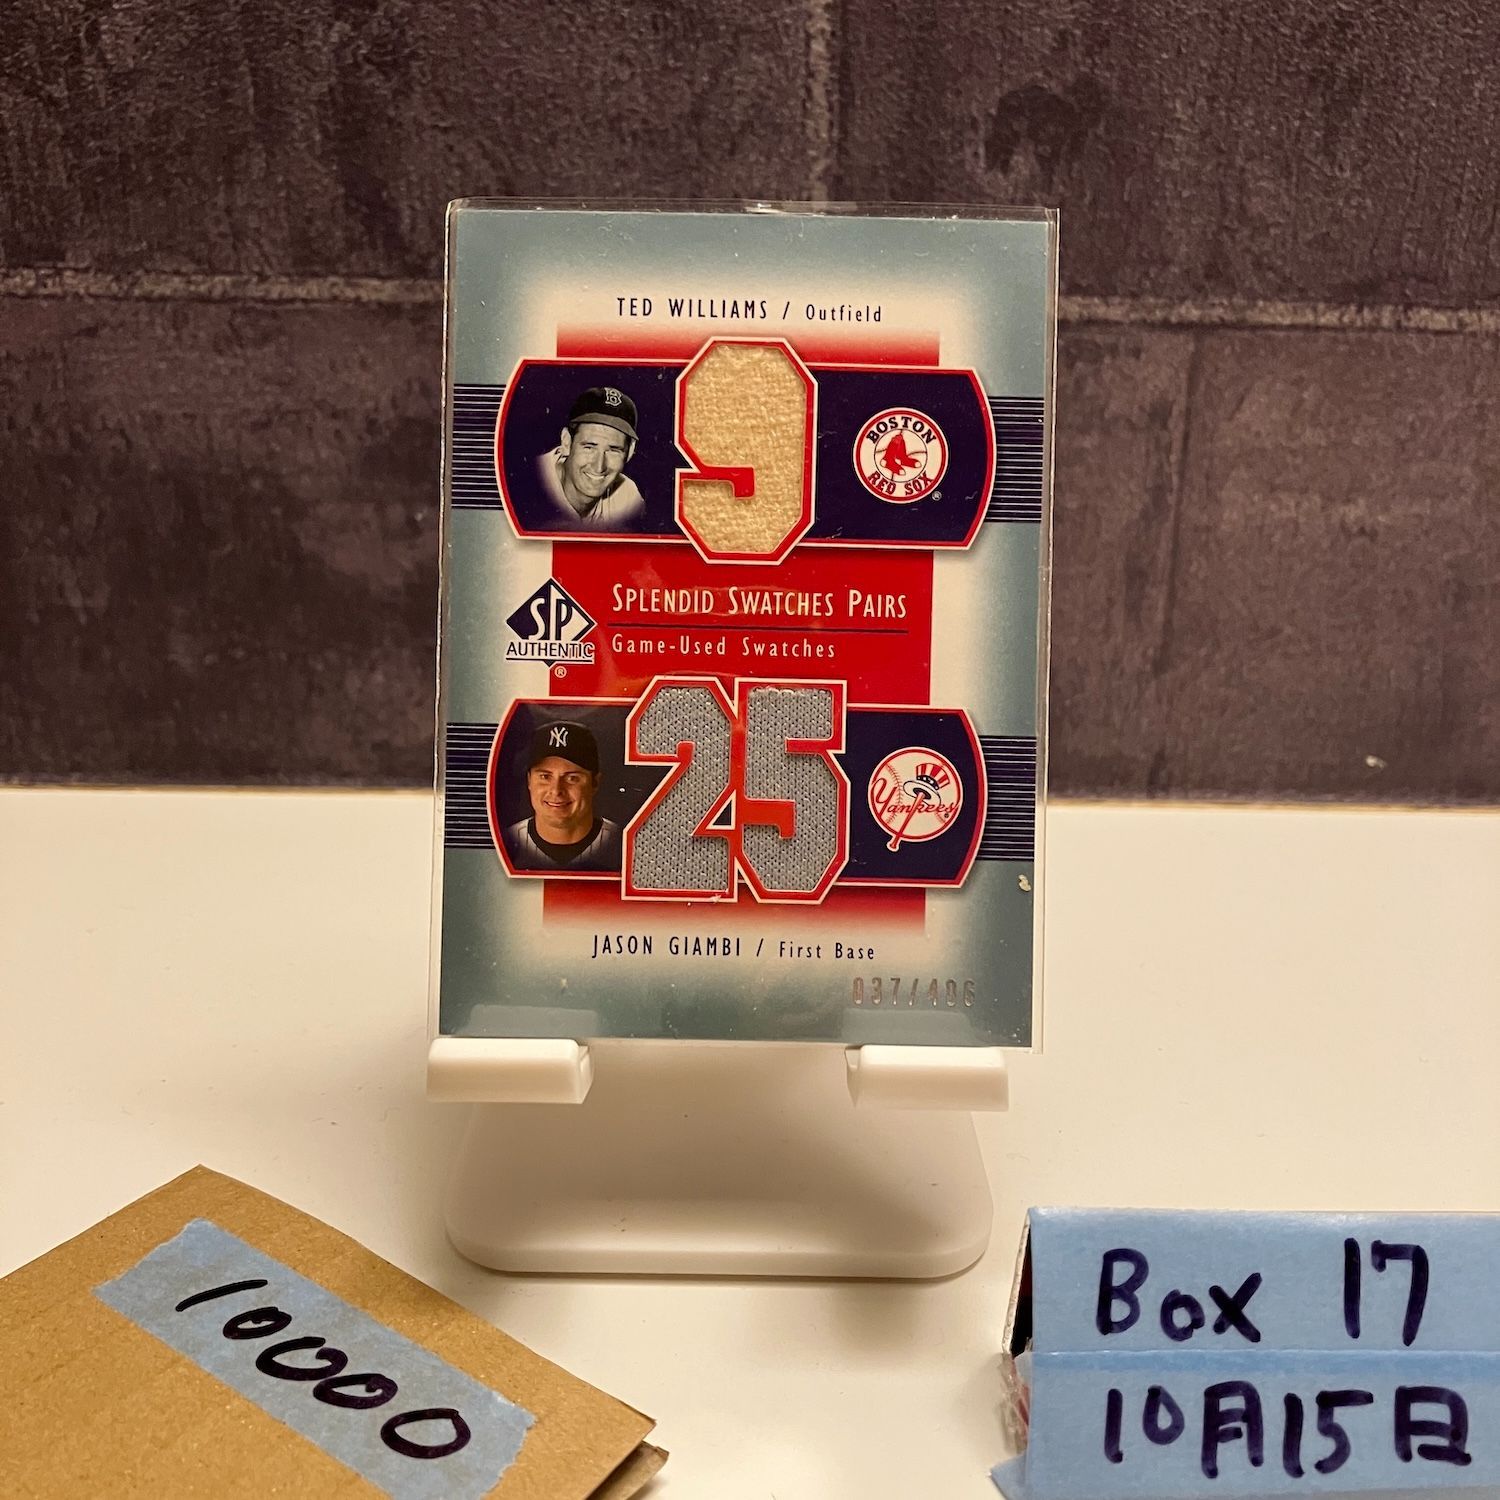 TED WILLIAMS / Outfield
B
9
BOSTON
RED SOX
®
SP
AUTHENTIC
®
SPLENDID SWATCHES PAIRS
Game-Used Swatches
NY
25
Yankees
JASON GIAMBI / First Base
037/406
10000
Box 17
10月15日